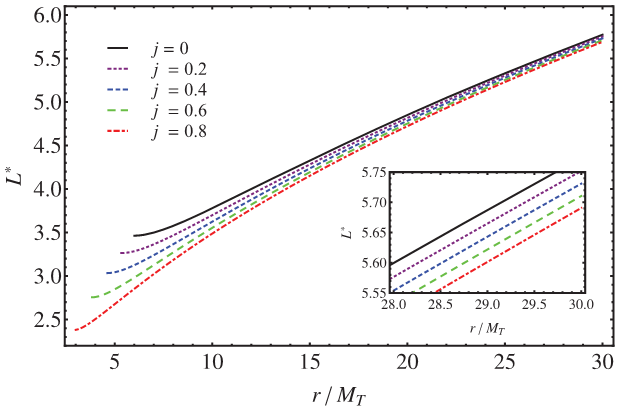 6.0
5.5
5.0
4.5
4.0
3.5
3.0
2.5
L*
j = 0
j = 0.2
j = 0.4
j = 0.6
j = 0.8
5.75
5.70
5.65
5.60
5.55
L*
28.0 28.5 29.0 29.5 30.0
r / M_T
5 10 15 20 25 30
r / M_T